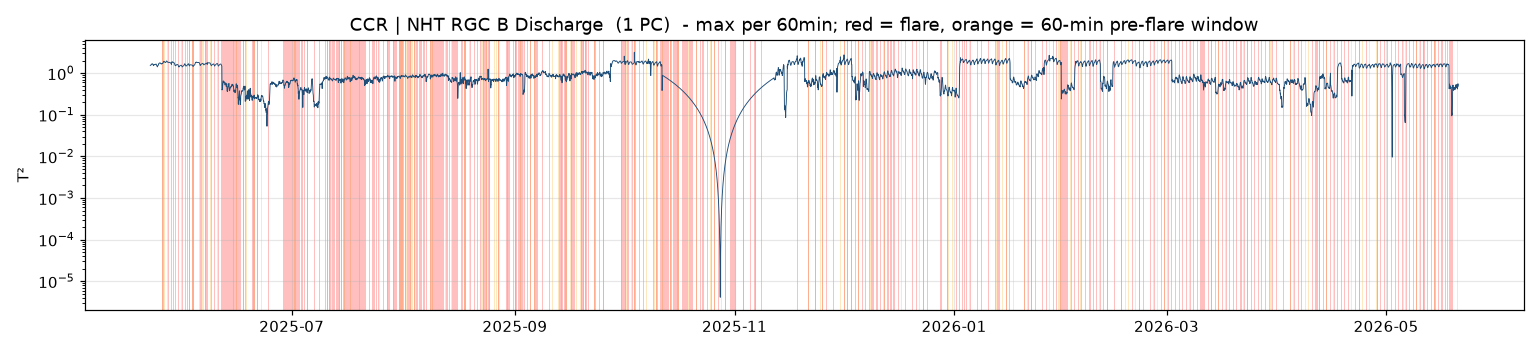 CCR | NHT RGC B Discharge  (1 PC)  - max per 60min; red = flare, orange = 60-min pre-flare window
T²
10⁰
10⁻¹
10⁻²
10⁻³
10⁻⁴
10⁻⁵
2025-07 2025-09 2025-11 2026-01 2026-03 2026-05